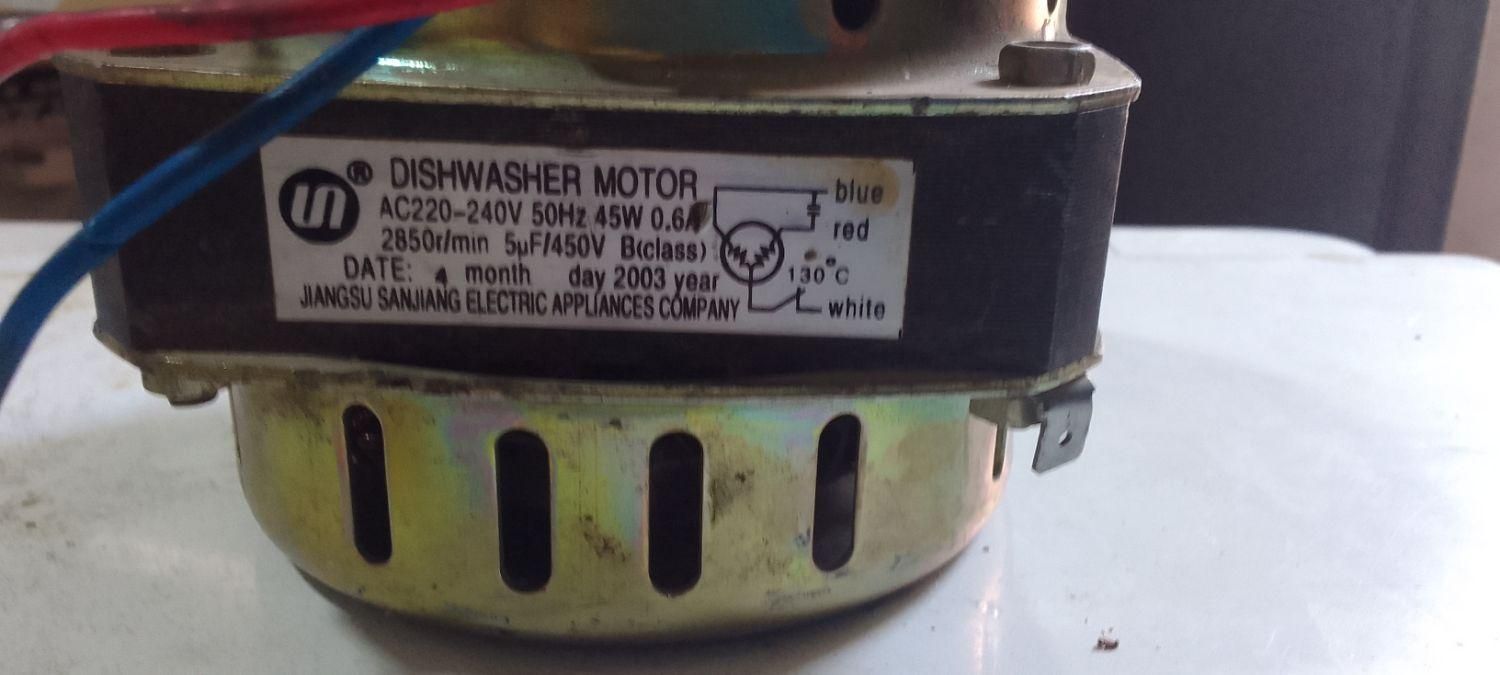 ® DISHWASHER MOTOR
AC220-240V 50Hz 45W 0.6A
2850r/min 5µF/450V B(class)
DATE: 4 month day 2003 year
JIANGSU SANJIANG ELECTRIC APPLIANCES COMPANY
blue
red
130°C
white